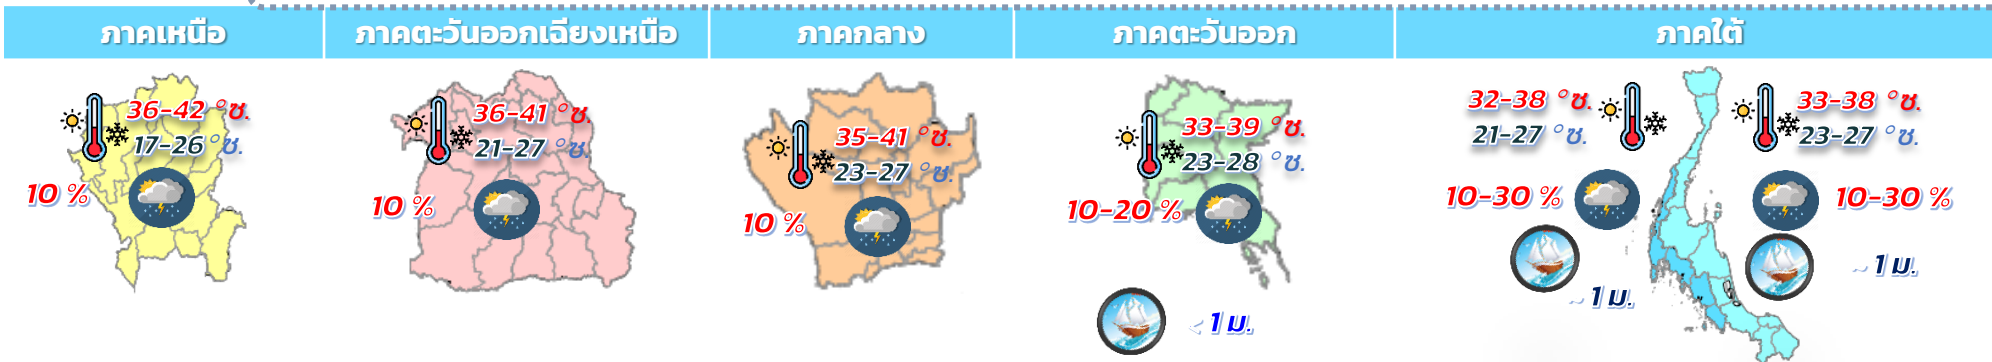 ภาคเหนือ
36-42 °ซ.
17-26 °ซ.
10 %
ภาคตะวันออกเฉียงเหนือ
36-41 °ซ.
21-27 °ซ.
10 %
ภาคกลาง
35-41 °ซ.
23-27 °ซ.
10 %
ภาคตะวันออก
33-39 °ซ.
23-28 °ซ.
10-20 %
< 1 ม.
ภาคใต้
32-38 °ซ.
21-27 °ซ.
10-30 %
~ 1 ม.
33-38 °ซ.
23-27 °ซ.
10-30 %
~ 1 ม.